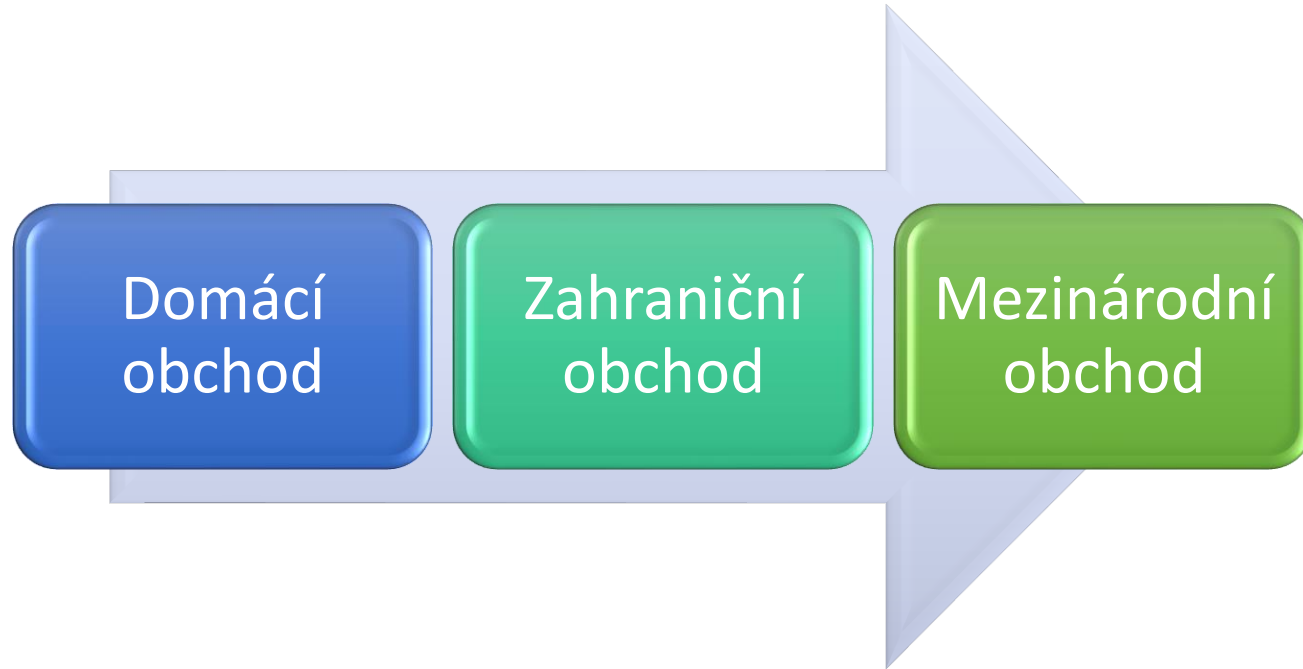 Domácí
obchod
Zahraniční
obchod
Mezinárodní
obchod